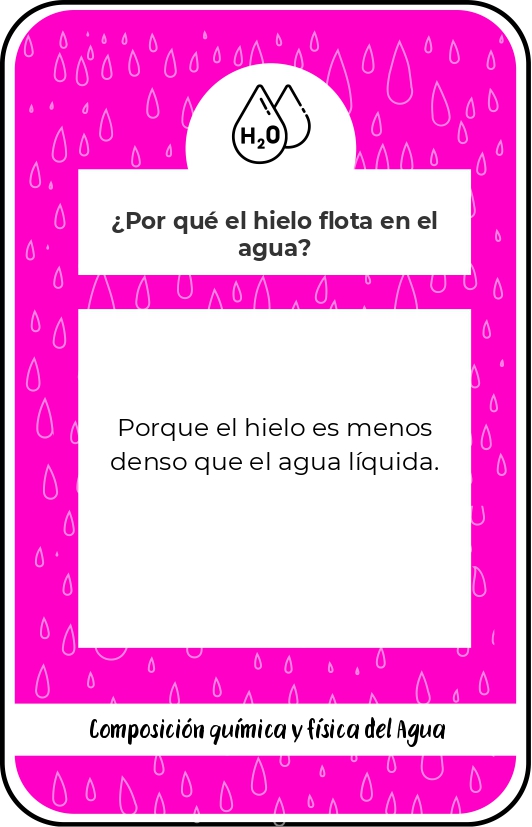 H₂O
¿Por qué el hielo flota en el
agua?
Porque el hielo es menos
denso que el agua líquida.
Composición química y física del Agua